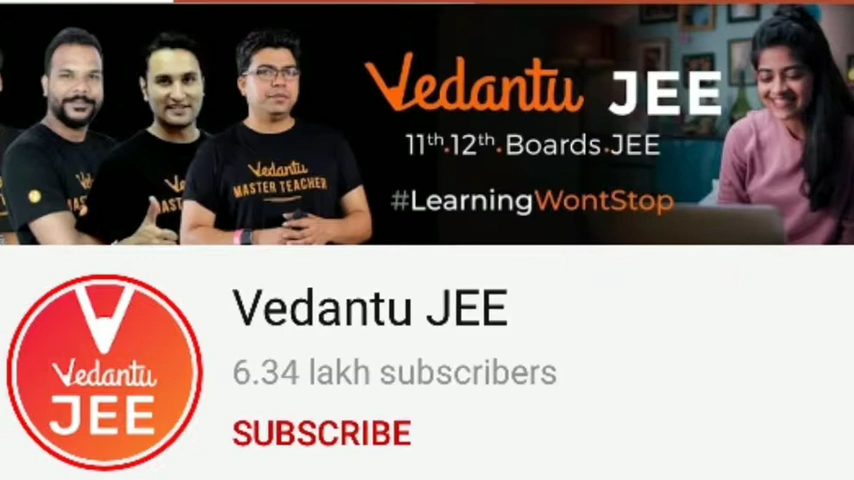 Vedantu JEE
11th.12th.Boards.JEE
#LearningWontStop
Vedantu
MASTER TEACHER
Vedantu JEE
6.34 lakh subscribers
SUBSCRIBE
Vedantu
JEE